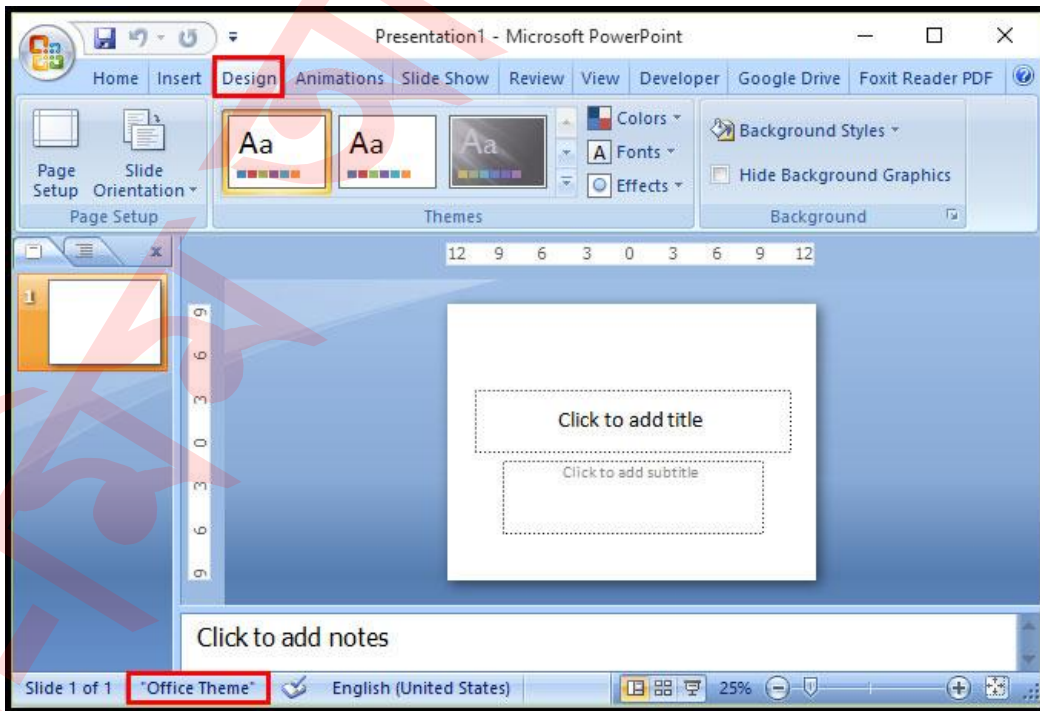 Presentation1 - Microsoft PowerPoint
Home Insert Design Animations Slide Show Review View Developer Google Drive Foxit Reader PDF
Aa Aa Aa
Colors
Fonts
Effects
Background Styles
Hide Background Graphics
Page Setup
Slide Orientation
Page Setup Themes Background
12 9 6 3 0 3 6 9 12
1
9
6
3
0
3
6
9
Click to add title
Click to add subtitle
Click to add notes
Slide 1 of 1 "Office Theme" English (United States) 25%